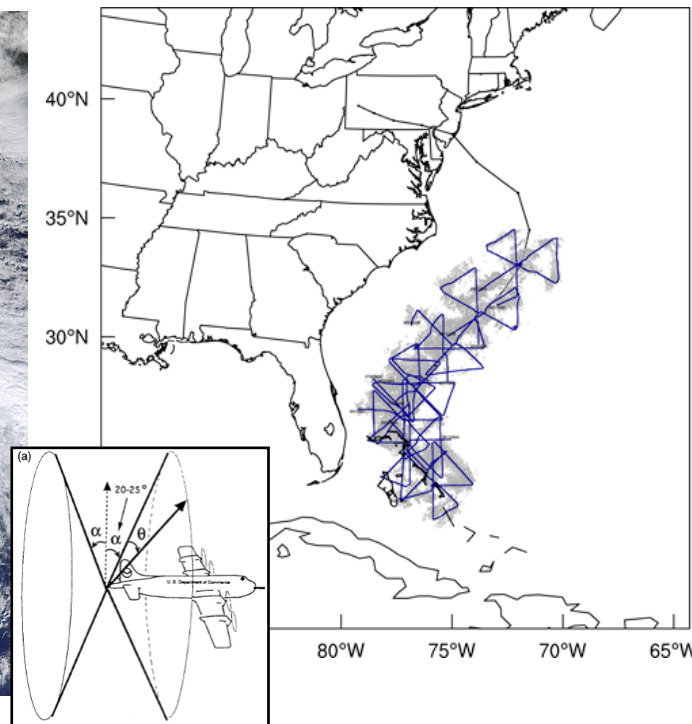 40°N
35°N
30°N
80°W
75°W
70°W
65°W
(a)
20-25°
α
α
θ
U.S. Department of Commerce